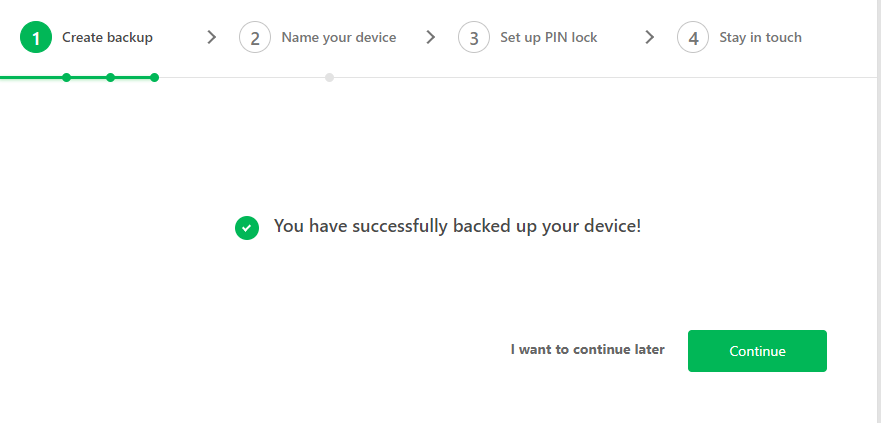 1 Create backup
2 Name your device
3 Set up PIN lock
4 Stay in touch
You have successfully backed up your device!
I want to continue later
Continue